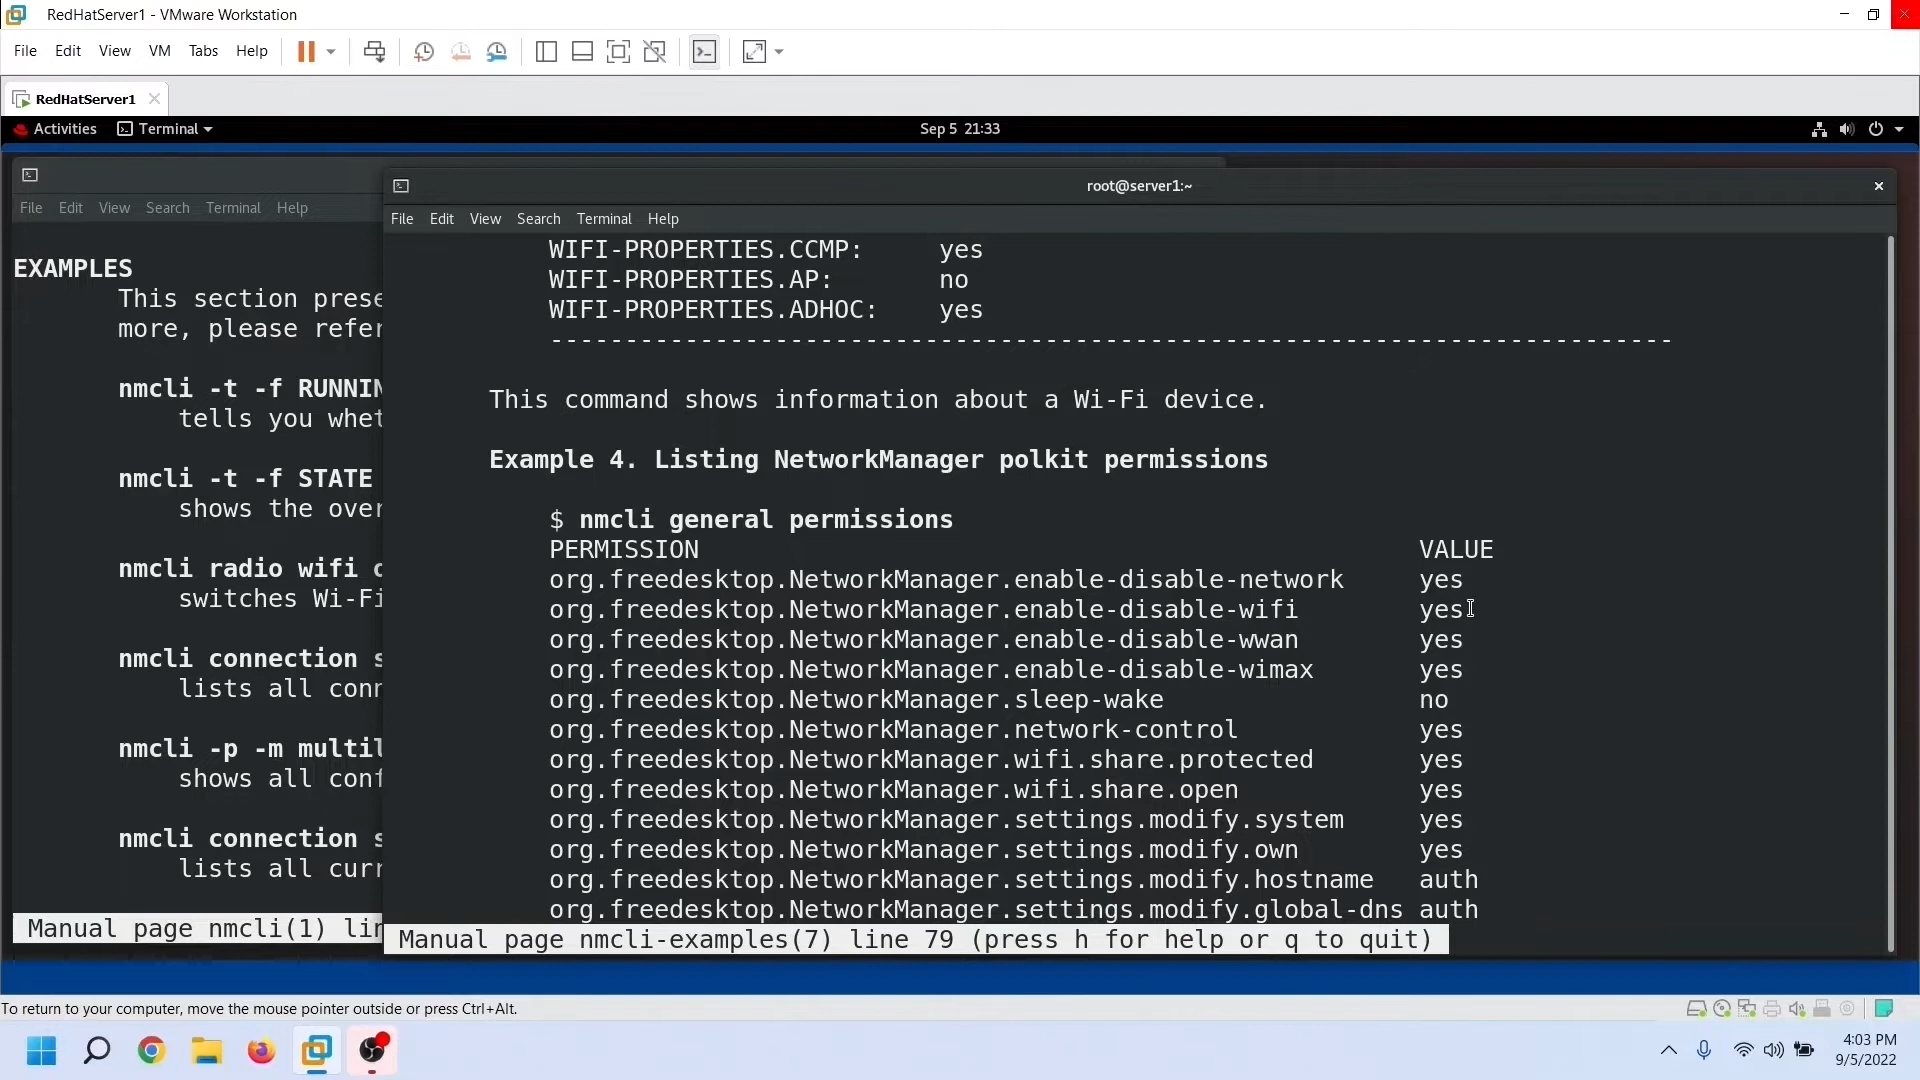 RedHatServer1 - VMware Workstation
File Edit View VM Tabs Help
RedHatServer1
Activities Terminal Sep 5 21:33
File Edit View Search Terminal Help
EXAMPLES
This section prese
more, please refer
nmcli -t -f RUNNIN
tells you whet
nmcli -t -f STATE
shows the over
nmcli radio wifi o
switches Wi-Fi
nmcli connection s
lists all conn
nmcli -p -m multil
shows all conf
nmcli connection s
lists all curr
Manual page nmcli(1) lin
root@server1:~
File Edit View Search Terminal Help
WIFI-PROPERTIES.CCMP: yes
WIFI-PROPERTIES.AP: no
WIFI-PROPERTIES.ADHOC: yes
---------------------------------------------------------------------------
This command shows information about a Wi-Fi device.
Example 4. Listing NetworkManager polkit permissions
$ nmcli general permissions
PERMISSION VALUE
org.freedesktop.NetworkManager.enable-disable-network yes
org.freedesktop.NetworkManager.enable-disable-wifi yes
org.freedesktop.NetworkManager.enable-disable-wwan yes
org.freedesktop.NetworkManager.enable-disable-wimax yes
org.freedesktop.NetworkManager.sleep-wake no
org.freedesktop.NetworkManager.network-control yes
org.freedesktop.NetworkManager.wifi.share.protected yes
org.freedesktop.NetworkManager.wifi.share.open yes
org.freedesktop.NetworkManager.settings.modify.system yes
org.freedesktop.NetworkManager.settings.modify.own yes
org.freedesktop.NetworkManager.settings.modify.hostname auth
org.freedesktop.NetworkManager.settings.modify.global-dns auth
Manual page nmcli-examples(7) line 79 (press h for help or q to quit)
To return to your computer, move the mouse pointer outside or press Ctrl+Alt.
4:03 PM
9/5/2022